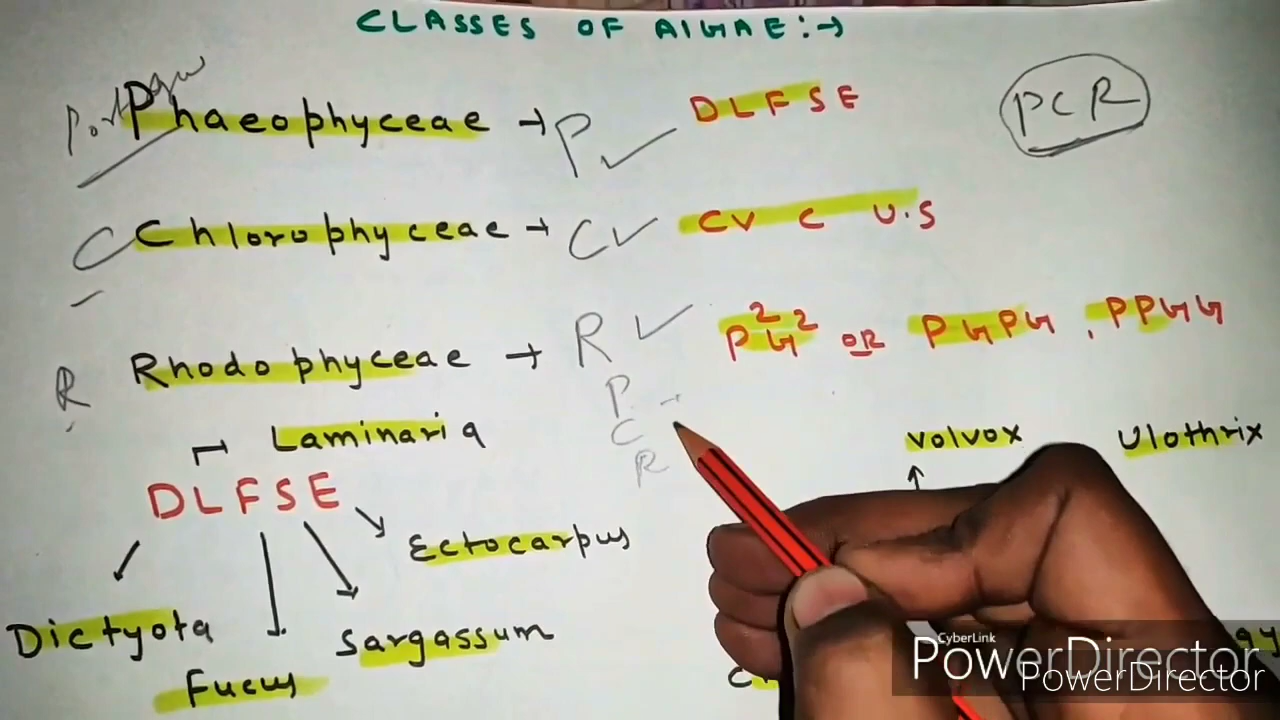 CLASSES OF AlGAE:→
Phaeophyceae → P ✓ DLFSE
PCR
C Chlorophyceae → C ✓ CV C U.S
R Rhodophyceae → R ✓ P²G² OR PGPG, PPGG
P →
C
R
Laminaria
Volvox
Ulothrix
DLFSE
Ectocarpus
Dictyota
Sargassum
Fucus
CyberLink
PowerDirector
PowerDirector